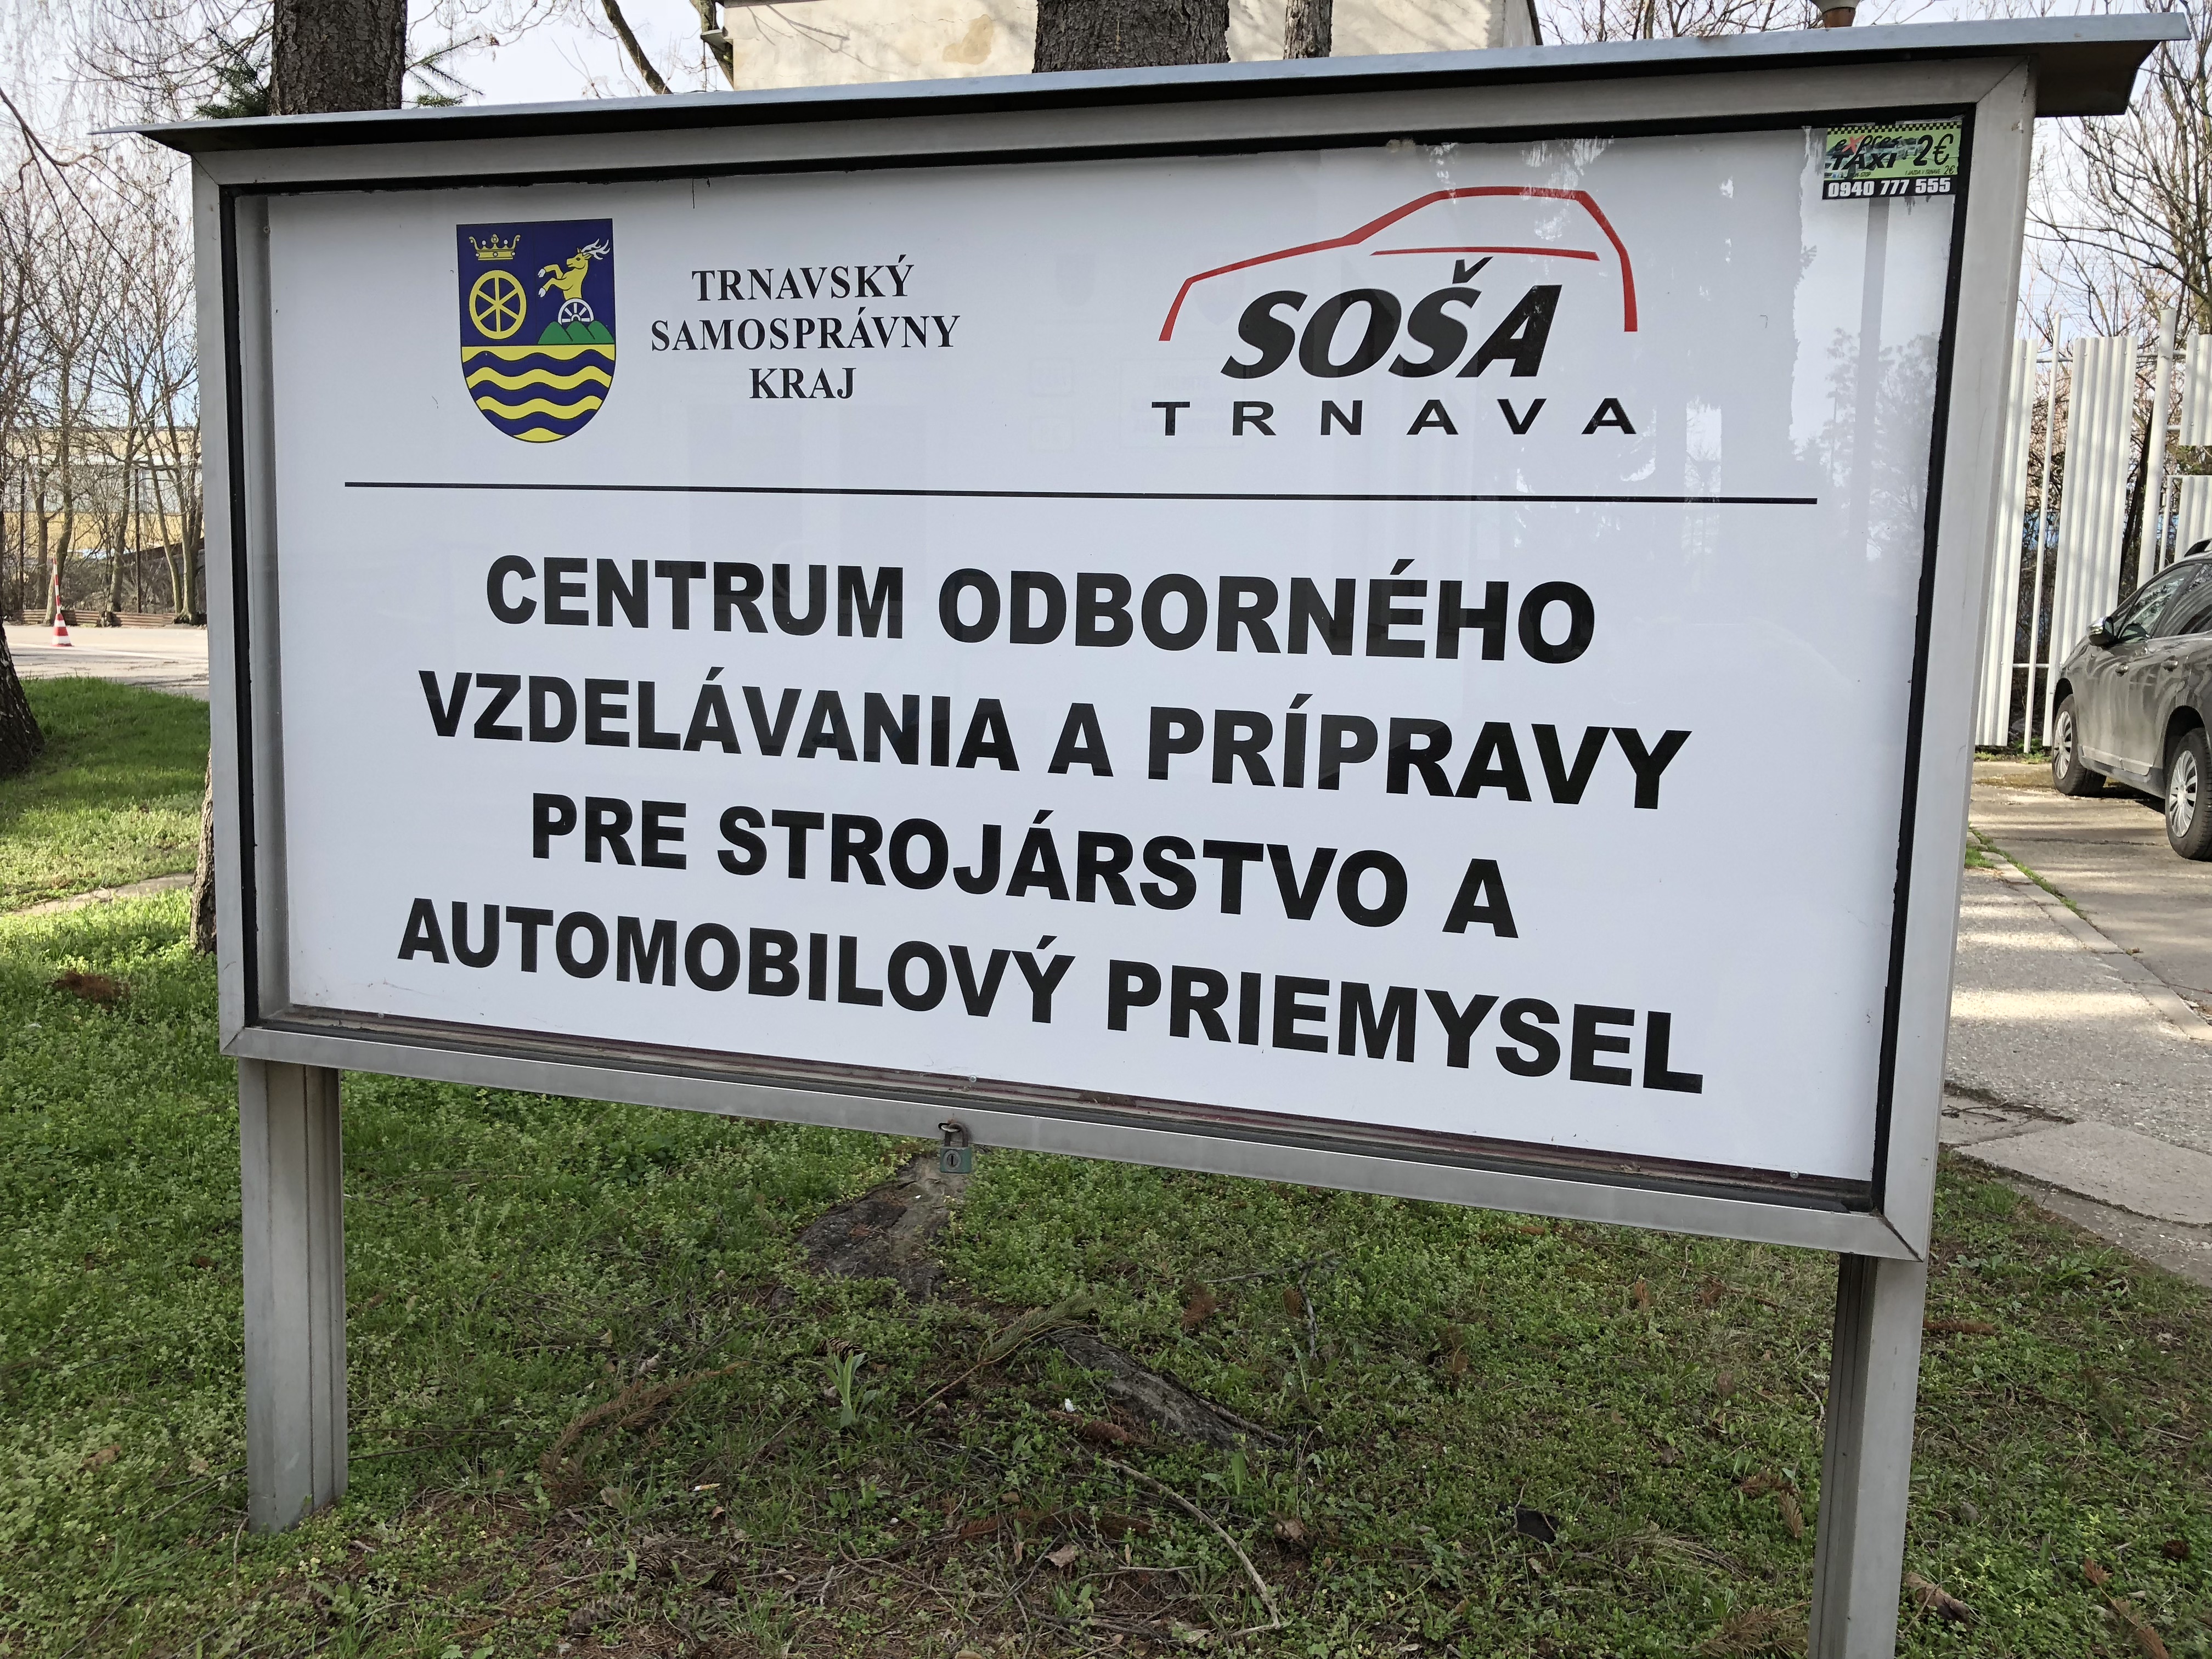 TRNAVSKÝ
SAMOSPRÁVNY
KRAJ
SOŠA
TRNAVA
TAXI 2€
0940 777 555
CENTRUM ODBORNÉHO
VZDELÁVANIA A PRÍPRAVY
PRE STROJÁRSTVO A
AUTOMOBILOVÝ PRIEMYSEL